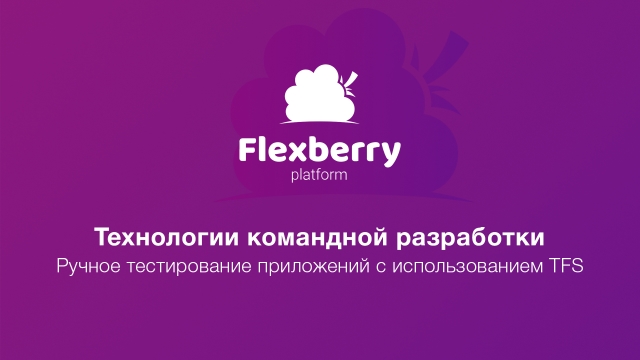 Flexberry
platform
Технологии командной разработки
Ручное тестирование приложений с использованием TFS